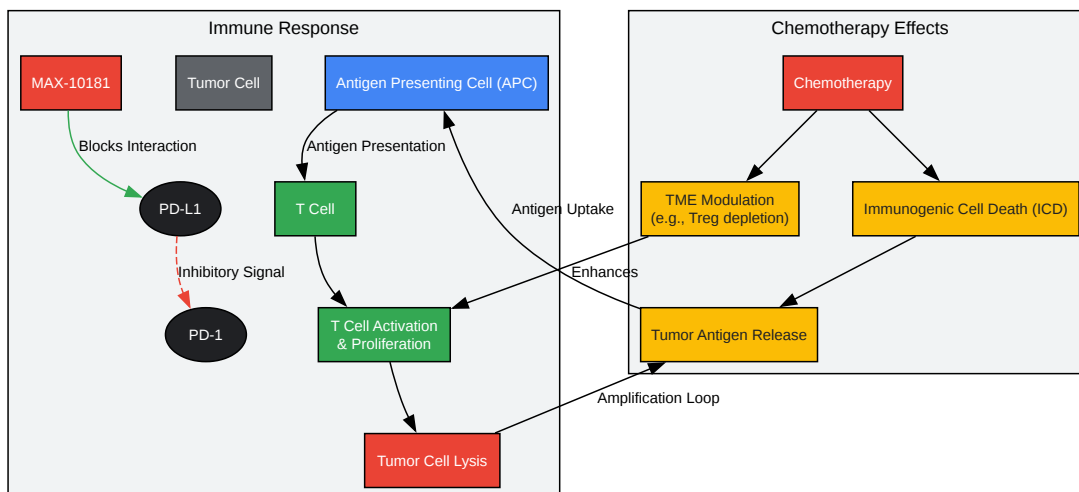 Immune Response
Chemotherapy Effects
MAX-10181
Tumor Cell
Antigen Presenting Cell (APC)
Chemotherapy
Blocks Interaction
Antigen Presentation
PD-L1
T Cell
Antigen Uptake
TME Modulation
(e.g., Treg depletion)
Immunogenic Cell Death (ICD)
Inhibitory Signal
Enhances
PD-1
T Cell Activation
& Proliferation
Tumor Antigen Release
Amplification Loop
Tumor Cell Lysis